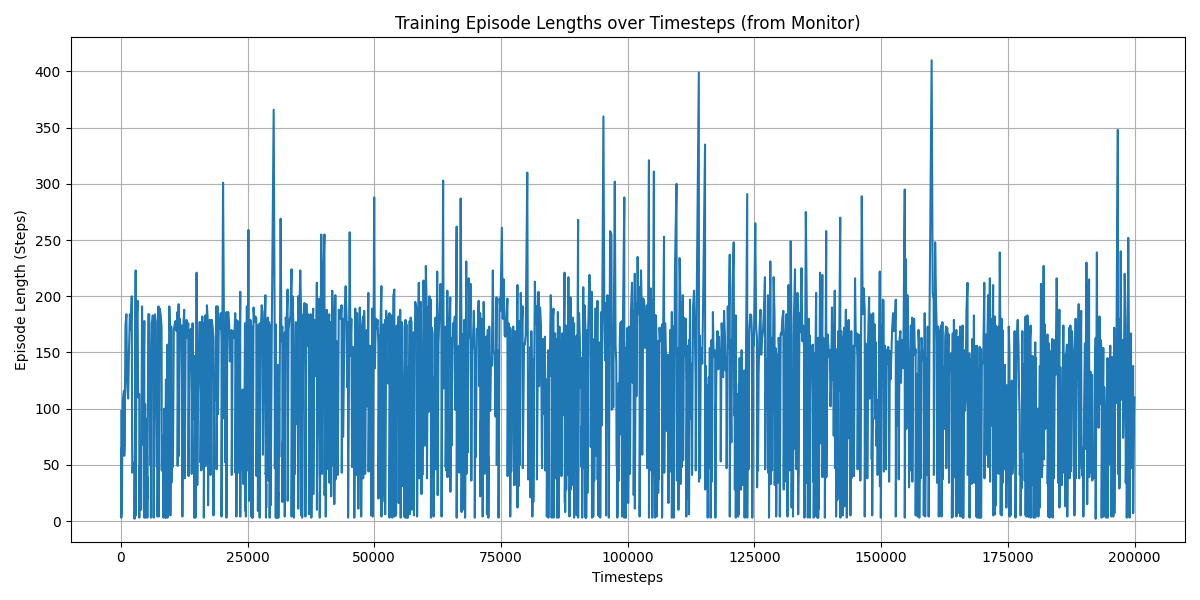 Training Episode Lengths over Timesteps (from Monitor)
Episode Length (Steps)
400
350
300
250
200
150
100
50
0
0 25000 50000 75000 100000 125000 150000 175000 200000
Timesteps